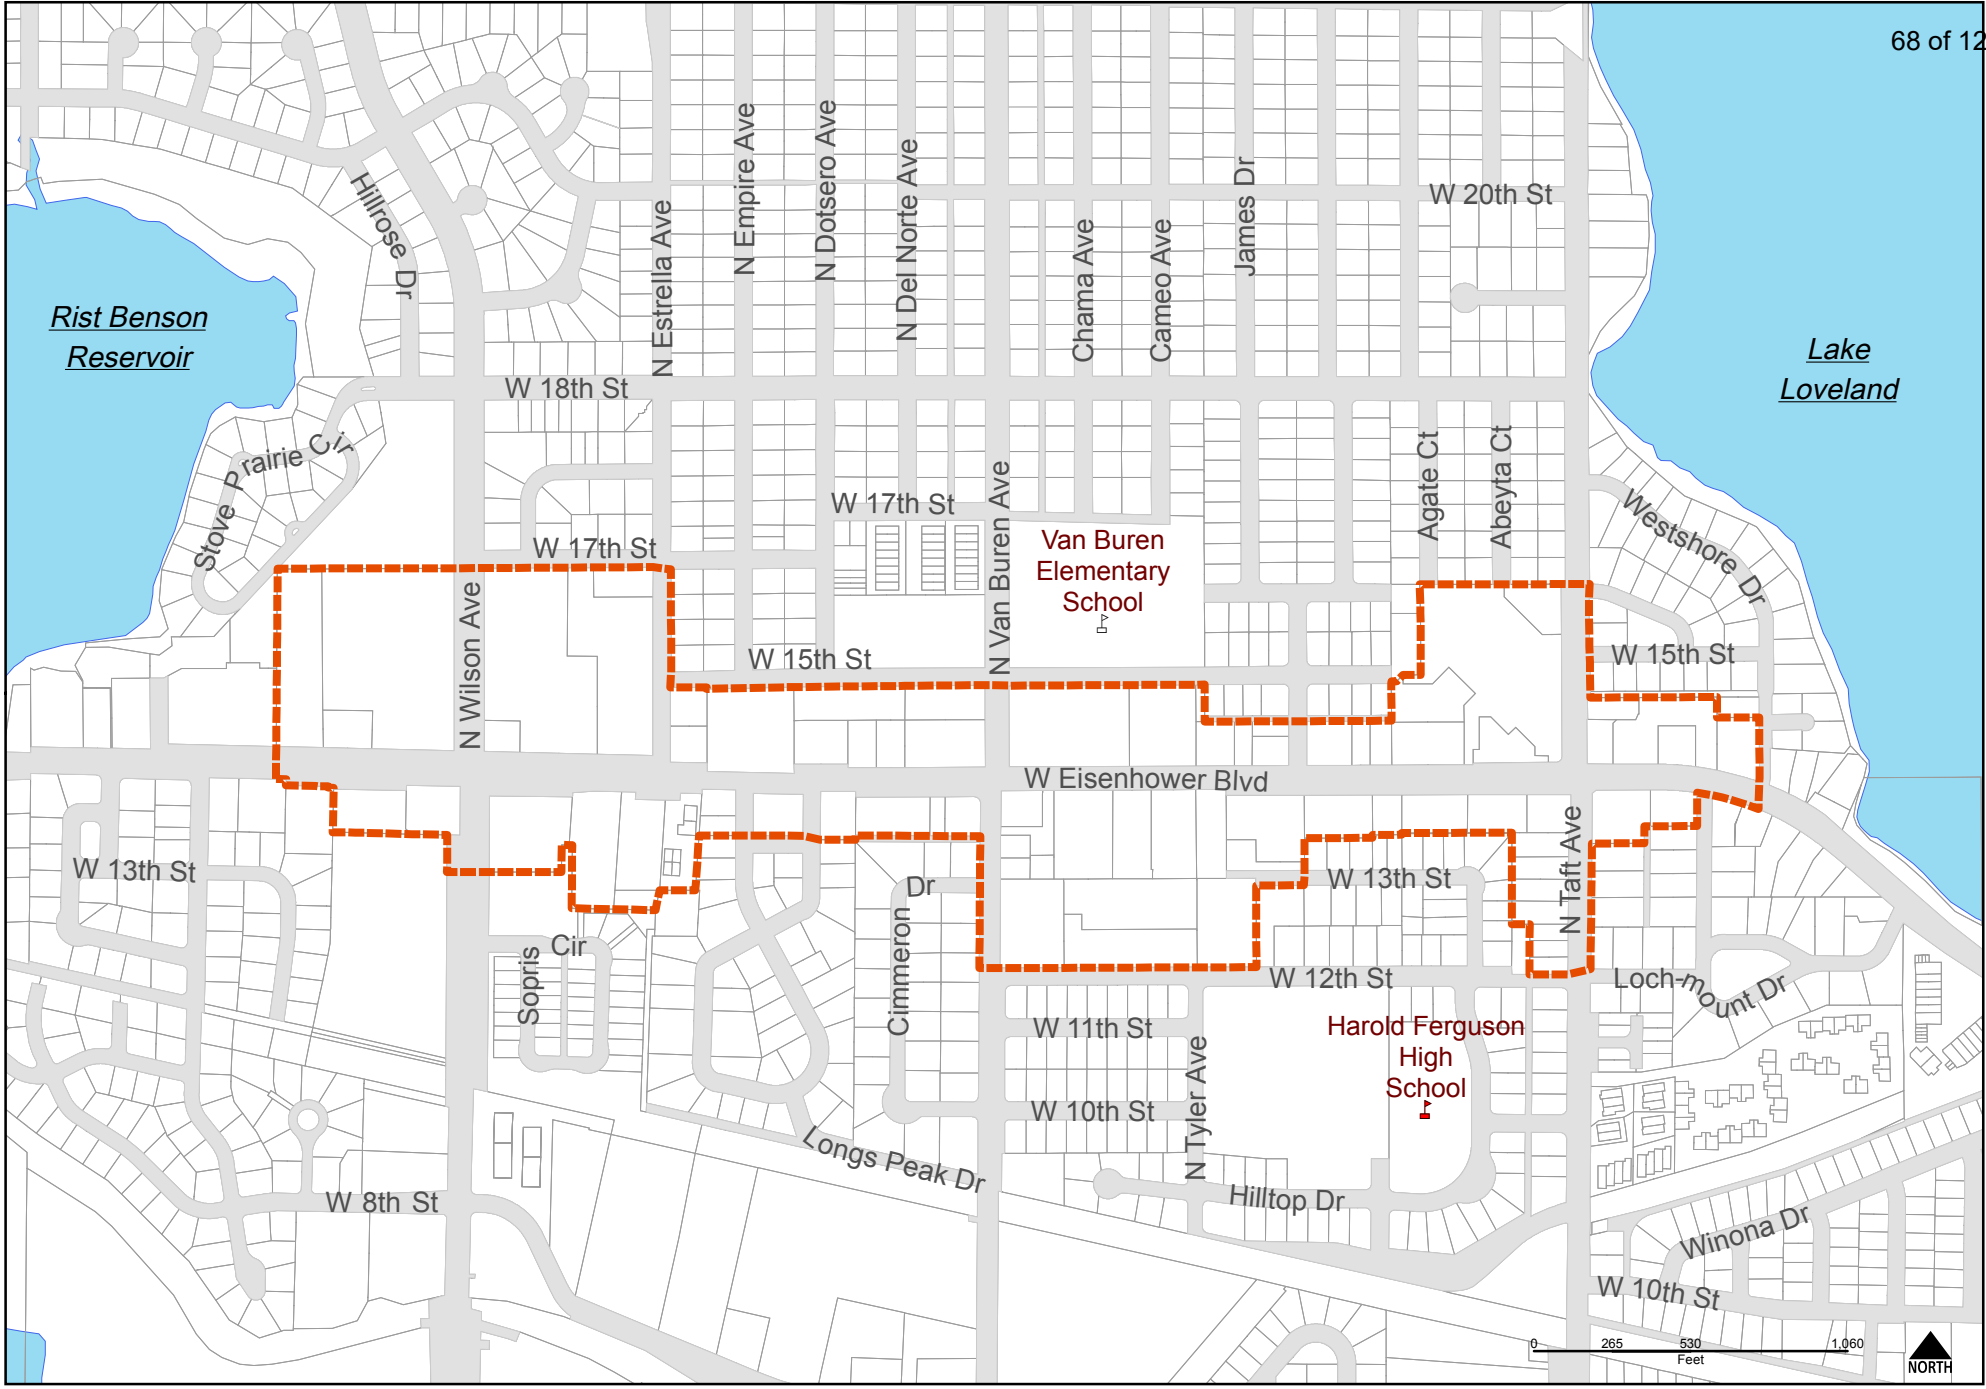 68 of 12
N Empire Ave
N Dotsero Ave
N Del Norte Ave
James Dr
W 20th St
Hillrose Dr
N Estrella Ave
Chama Ave
Cameo Ave
Rist Benson
Reservoir
Lake
Loveland
W 18th St
Stove Prairie Cir
Agate Ct
Abeyta Ct
W 17th St
N Van Buren Ave
Westshore Dr
W 17th St
Van Buren
Elementary
School
N Wilson Ave
W 15th St
W 15th St
W Eisenhower Blvd
N Taft Ave
W 13th St
W 13th St
Cimmeron Dr
Sopris Cir
W 12th St
Loch-mount Dr
W 11th St
Harold Ferguson
High
School
N Tyler Ave
W 10th St
Longs Peak Dr
Hilltop Dr
W 8th St
Winona Dr
W 10th St
0 265 530 1,060
Feet
NORTH